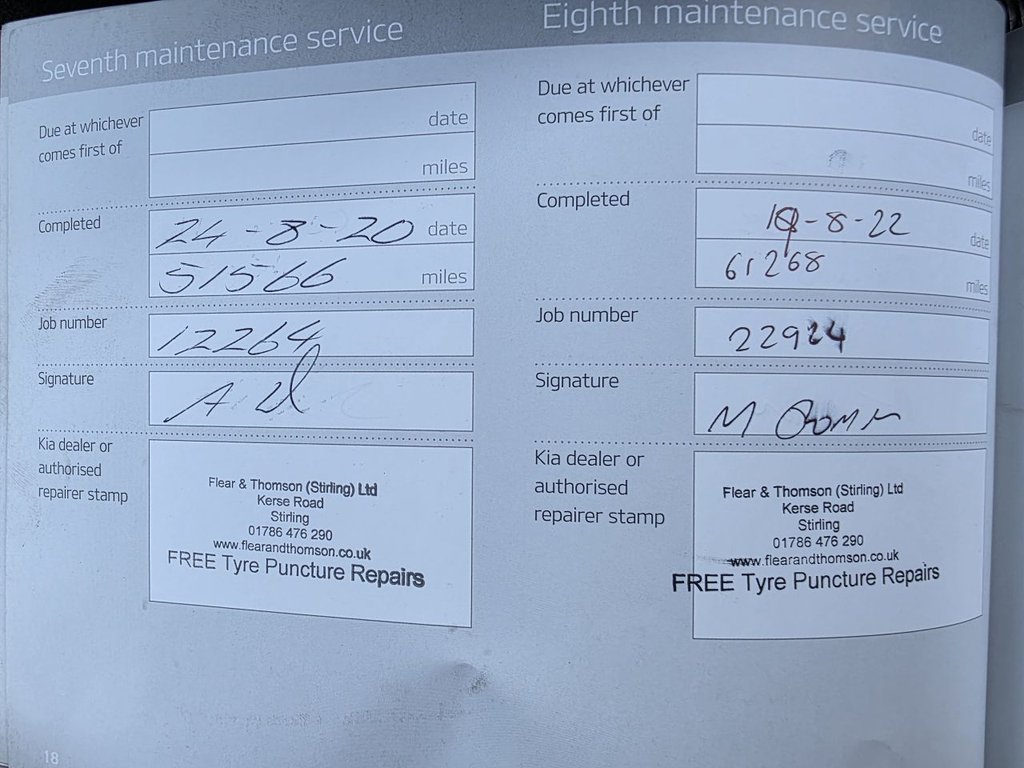 Seventh maintenance service
Due at whichever
comes first of
date
miles
Completed
24-8-20 date
51566 miles
Job number
12264
Signature
Kia dealer or
authorised
repairer stamp
Flear & Thomson (Stirling) Ltd
Kerse Road
Stirling
01786 476 290
www.flearandthomson.co.uk
FREE Tyre Puncture Repairs
18
Eighth maintenance service
Due at whichever
comes first of
date
miles
Completed
-8-22
date
61268
miles
Job number
22924
Signature
Kia dealer or
authorised
repairer stamp
Flear & Thomson (Stirling) Ltd
Kerse Road
Stirling
01786 476 290
www.flearandthomson.co.uk
FREE Tyre Puncture Repairs